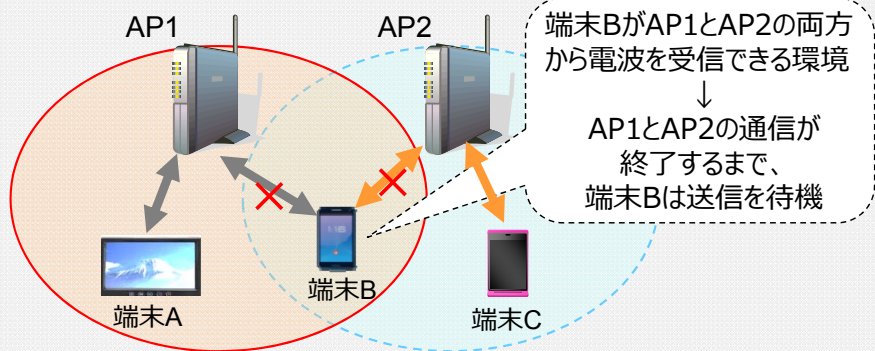 AP1
AP2
端末BがAP1とAP2の両方
から電波を受信できる環境
↓
AP1とAP2の通信が
終了するまで、
端末Bは送信を待機
端末A
端末B
端末C